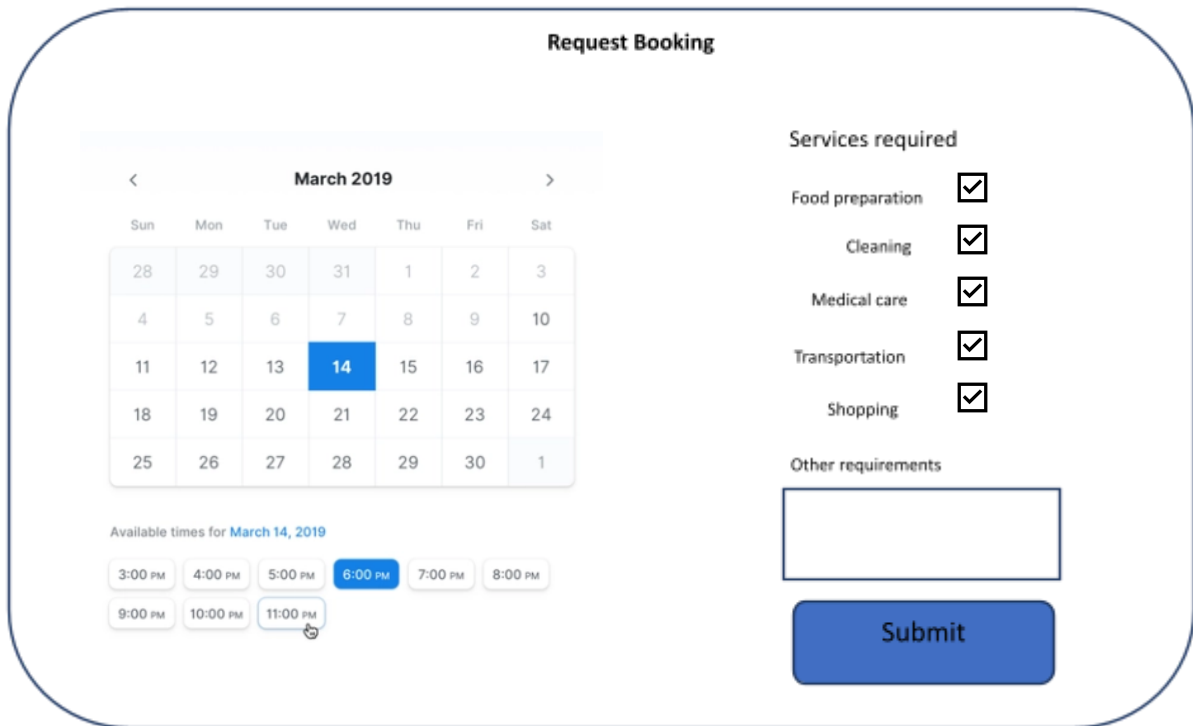 Request Booking
March 2019
Sun Mon Tue Wed Thu Fri Sat
28 29 30 31 1 2 3
4 5 6 7 8 9 10
11 12 13 14 15 16 17
18 19 20 21 22 23 24
25 26 27 28 29 30 1
Available times for March 14, 2019
3:00 PM 4:00 PM 5:00 PM 6:00 PM 7:00 PM 8:00 PM
9:00 PM 10:00 PM 11:00 PM
Services required
Food preparation
Cleaning
Medical care
Transportation
Shopping
Other requirements
Submit